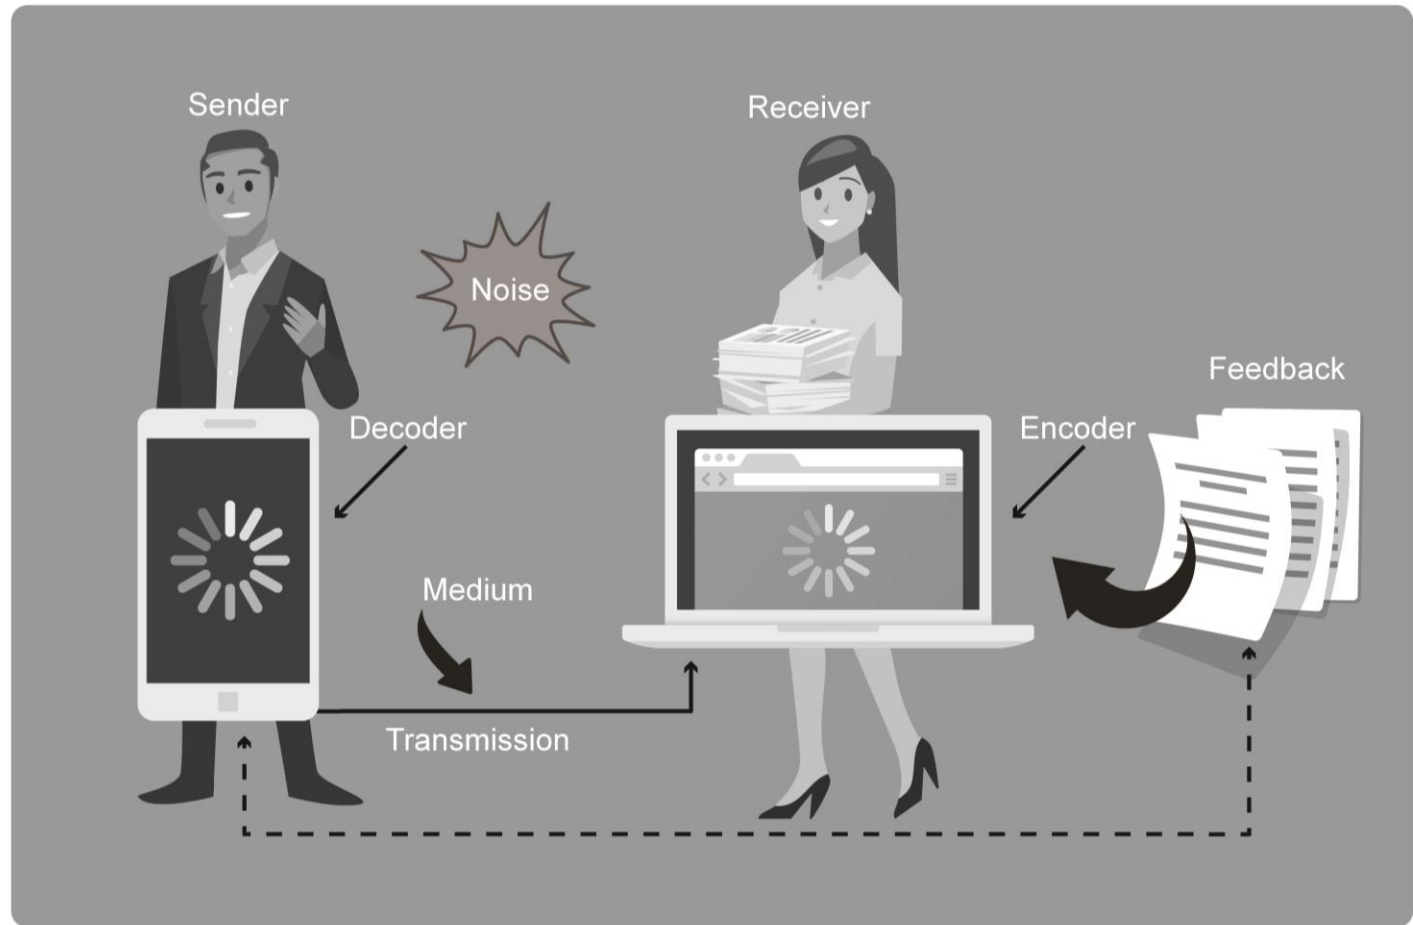 Sender
Receiver
Noise
Feedback
Decoder
Encoder
Medium
Transmission